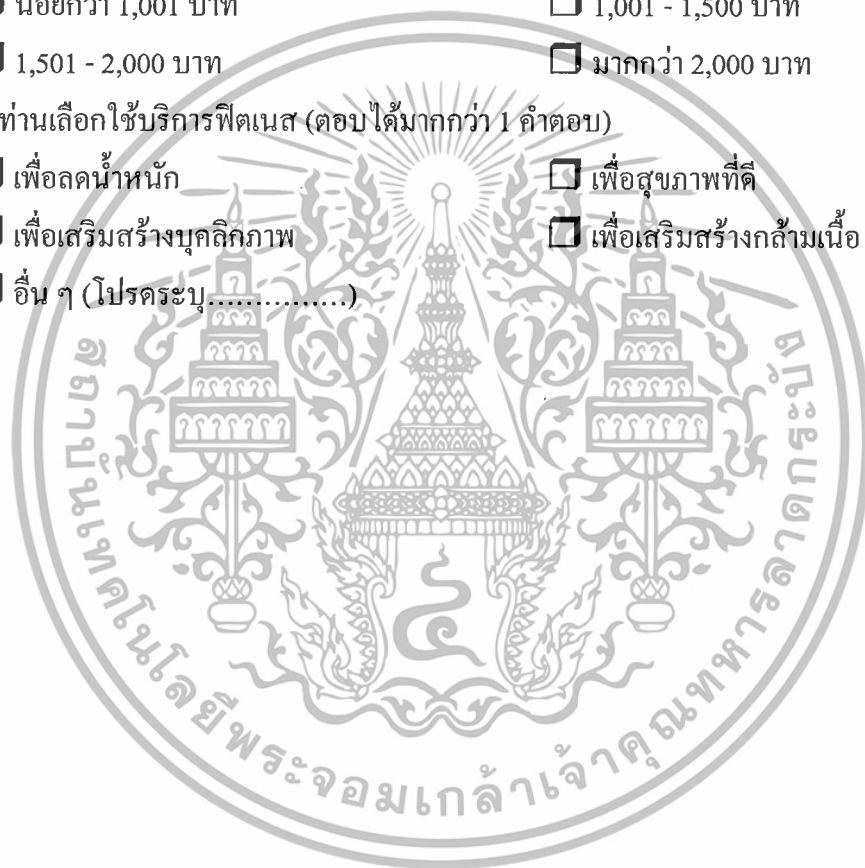 น้อยกว่า 1,001 บาท ☐ 1,001 - 1,500 บาท
1,501 - 2,000 บาท ☐ มากกว่า 2,000 บาท
ท่านเลือกใช้บริการฟิตเนส (ตอบได้มากกว่า 1 คำตอบ)
เพื่อลดน้ำหนัก ☐ เพื่อสุขภาพที่ดี
เพื่อเสริมสร้างบุคลิกภาพ ☐ เพื่อเสริมสร้างกล้ามเนื้อ
อื่น ๆ (โปรดระบุ...............)
สถาบันเทคโนโลยีพระจอมเกล้าเจ้าคุณทหารลาดกระบัง